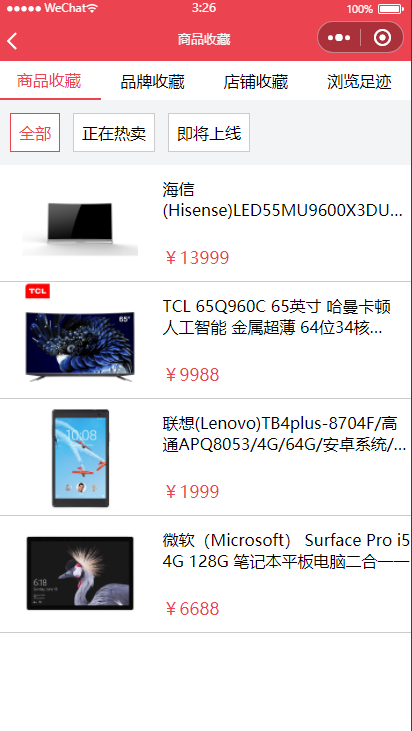 WeChat 3:26 100%
商品收藏
商品收藏 品牌收藏 店铺收藏 浏览足迹
全部 正在热卖 即将上线
海信
(Hisense)LED55MU9600X3DU...
￥13999
TCL
65"
TCL 65Q960C 65英寸 哈曼卡顿
人工智能 金属超薄 64位34核...
￥9988
10:08
联想(Lenovo)TB4plus-8704F/高
通APQ8053/4G/64G/安卓系统/...
￥1999
6:18
微软（Microsoft） Surface Pro i5
4G 128G 笔记本平板电脑二合一一
￥6688